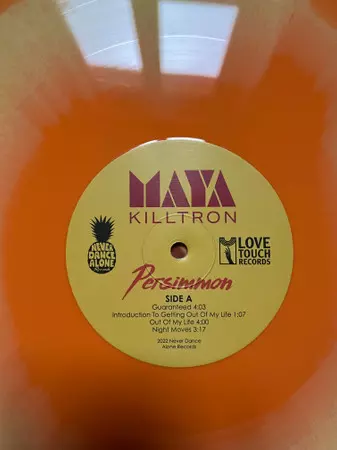 MAYA
KILLTRON
NEVER
DANCE
ALONE
Records
LOVE
TOUCH
RECORDS
Persimmon
SIDE A
Guaranteed 4:03
Introduction To Getting Out Of My Life 1:07
Out Of My Life 4:00
Night Moves 3:17
2022 Never Dance
Alone Records